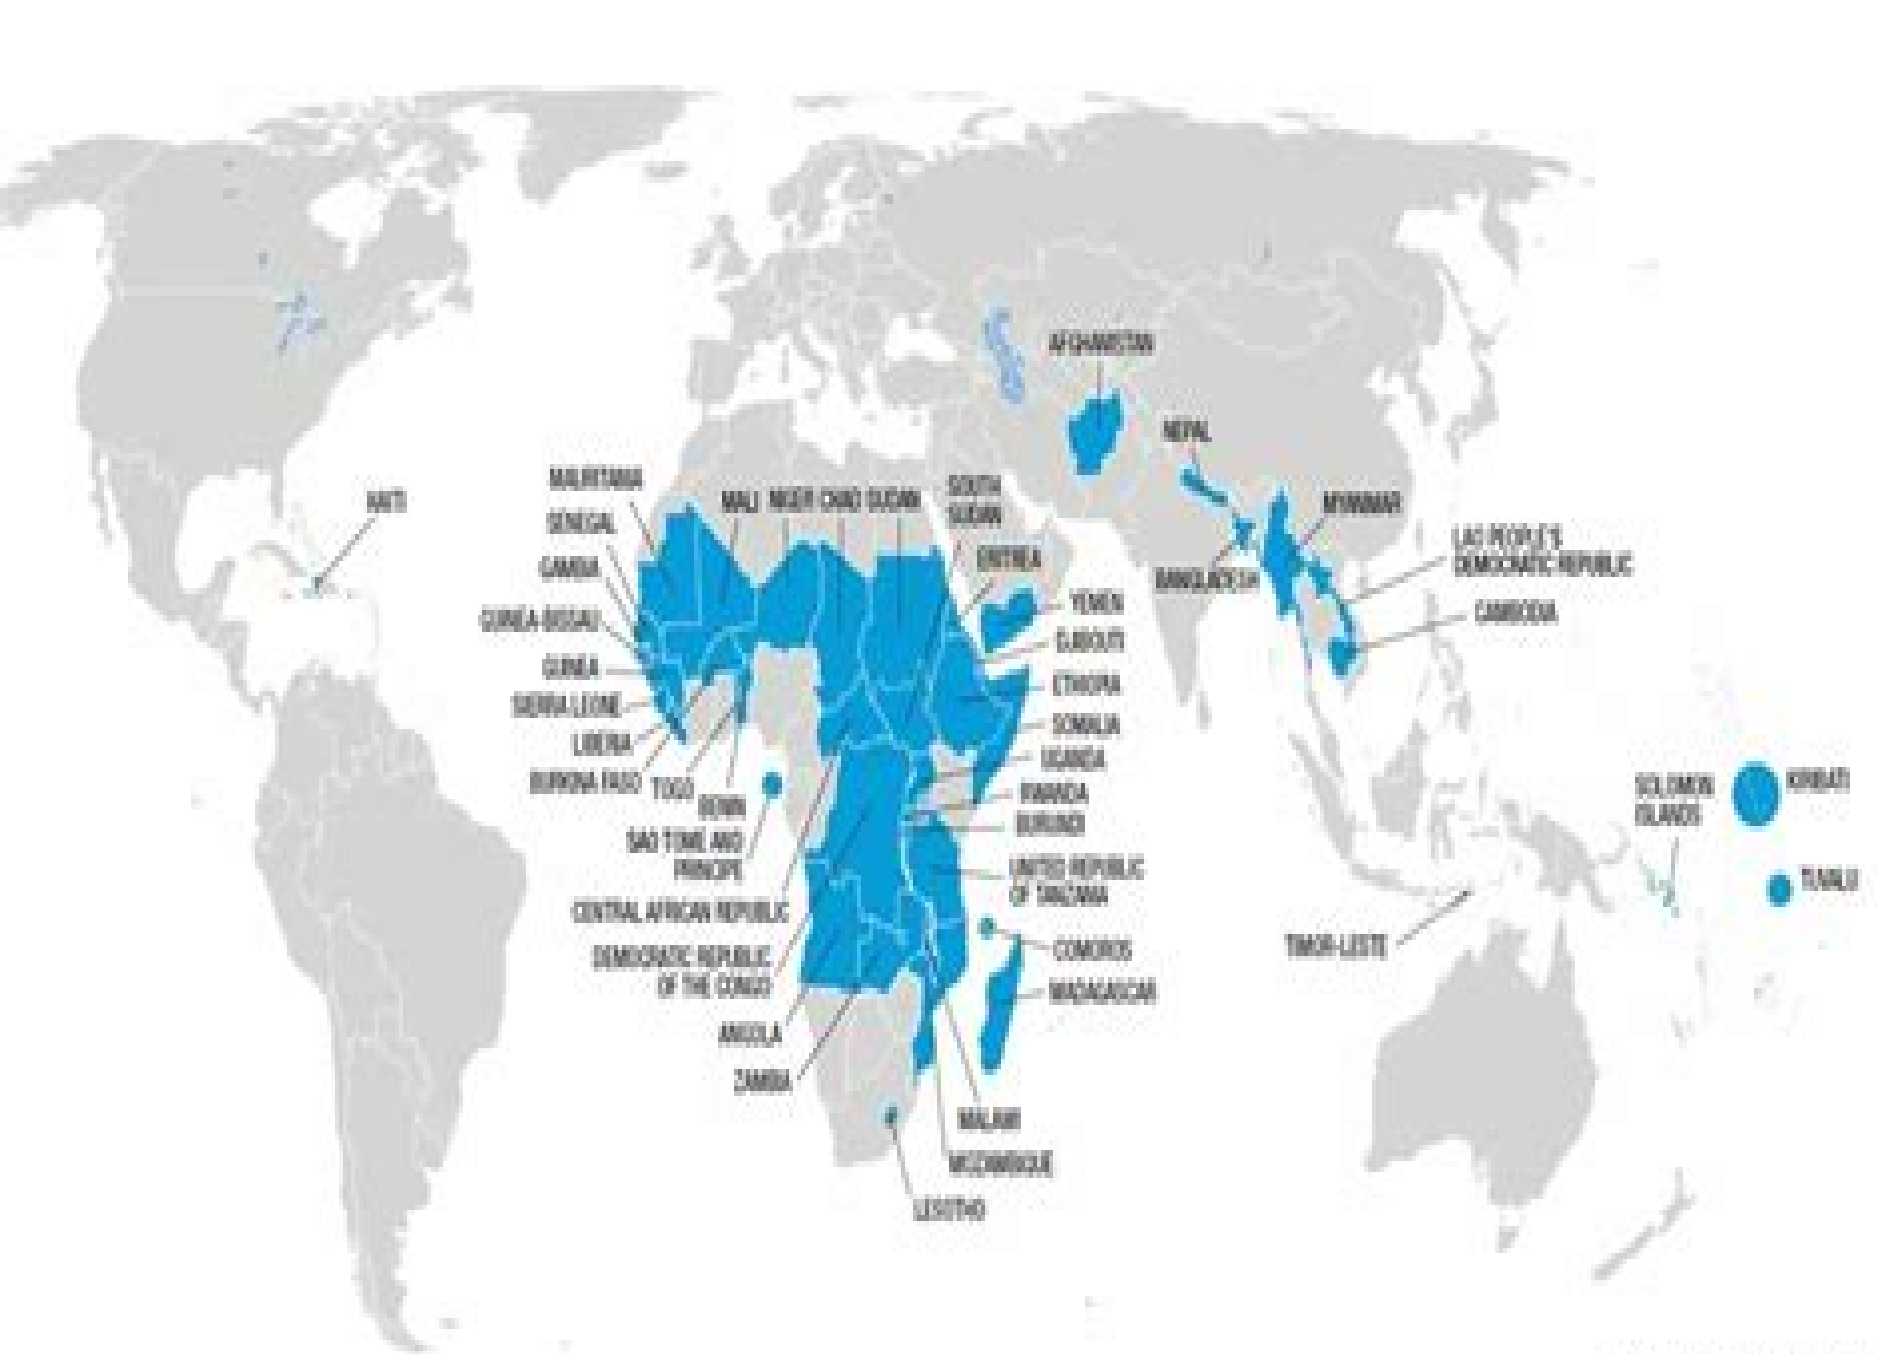 AFGHANISTAN
NEPAL
HAITI
MAURITANIA
MALI NIGER CHAD SUDAN
SOUTH
SUDAN
MYANMAR
SENEGAL
LAO PEOPLE'S
DEMOCRATIC REPUBLIC
GAMBIA
ERITREA
BANGLADESH
YEMEN
CAMBODIA
GUINEA-BISSAU
DJIBOUTI
GUINEA
ETHIOPIA
SIERRA LEONE
SOMALIA
LIBERIA
UGANDA
BURKINA FASO
TOGO
BENIN
RWANDA
SOLOMON
ISLANDS
KIRIBATI
BURUNDI
SAO TOME AND
PRINCIPE
UNITED REPUBLIC
OF TANZANIA
TUVALU
CENTRAL AFRICAN REPUBLIC
DEMOCRATIC REPUBLIC
OF THE CONGO
COMOROS
TIMOR-LESTE
MADAGASCAR
ANGOLA
ZAMBIA
MALAWI
MOZAMBIQUE
LESOTHO